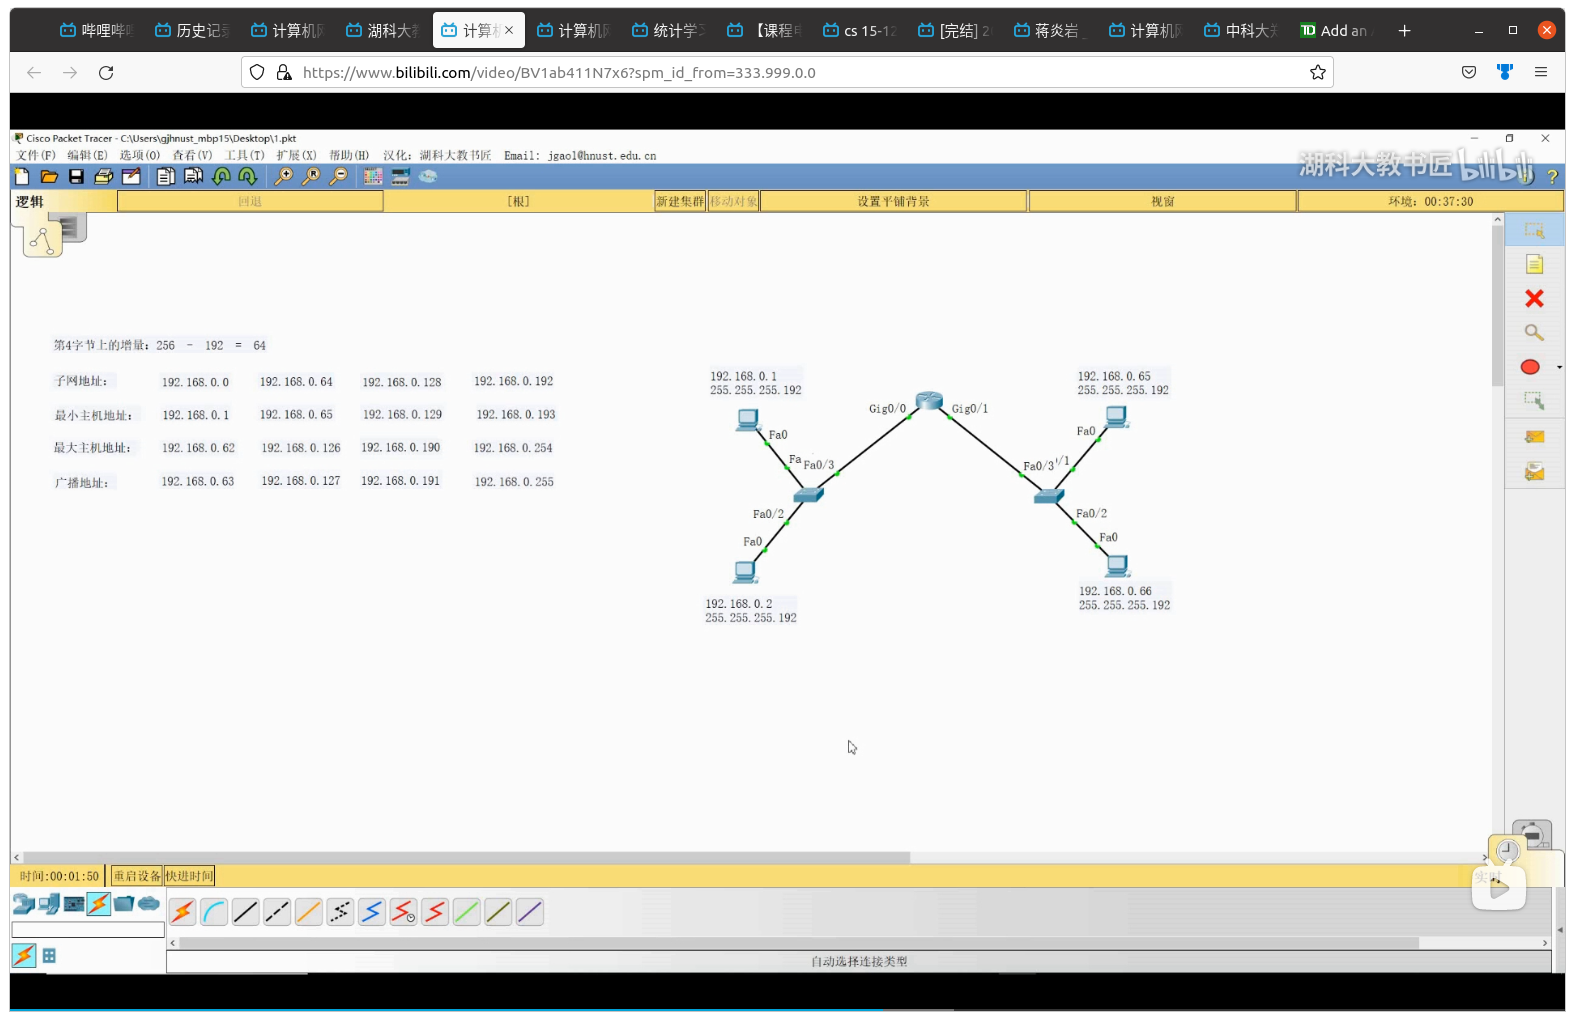 哔哩哔哩
历史记录
计算机网
湖科大教
计算机
计算机网
统计学习
【课程
cs 15-12
[完结] 2
蒋炎岩
计算机网
中科大
Add an
https://www.bilibili.com/video/BV1ab411N7x6?spm_id_from=333.999.0.0
Cisco Packet Tracer - C:\Users\gjhnust_mbp15\Desktop\1.pkt
文件(F) 编辑(E) 选项(O) 查看(V) 工具(T) 扩展(X) 帮助(H) 汉化: 湖科大教书匠 Email: jgao1@hnust.edu.cn
湖科大教书匠 bilibili
逻辑 回退 [根] 新建集群 移动对象 设置平铺背景 视窗 环境: 00:37:30
第4字节上的增量: 256 - 192 = 64
子网地址: 192.168.0.0 192.168.0.64 192.168.0.128 192.168.0.192
最小主机地址: 192.168.0.1 192.168.0.65 192.168.0.129 192.168.0.193
最大主机地址: 192.168.0.62 192.168.0.126 192.168.0.190 192.168.0.254
广播地址: 192.168.0.63 192.168.0.127 192.168.0.191 192.168.0.255
192.168.0.1
255.255.255.192
192.168.0.65
255.255.255.192
Gig0/0
Gig0/1
Fa0
Fa0
Fa
Fa0/3
Fa0/3
/1
Fa0/2
Fa0/2
Fa0
Fa0
192.168.0.2
255.255.255.192
192.168.0.66
255.255.255.192
时间:00:01:50 重启设备 快进时间
实时
自动选择连接类型